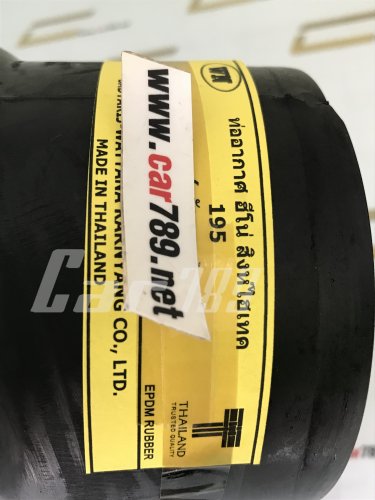 ท่ออากาศ ฮีโน่ สิงห์ไฮเทค
195
www.car789.net
WATTANA KARNYANG CO., LTD.
MADE IN THAILAND
THAILAND
TRUSTED QUALITY
EPDM RUBBER
Car789